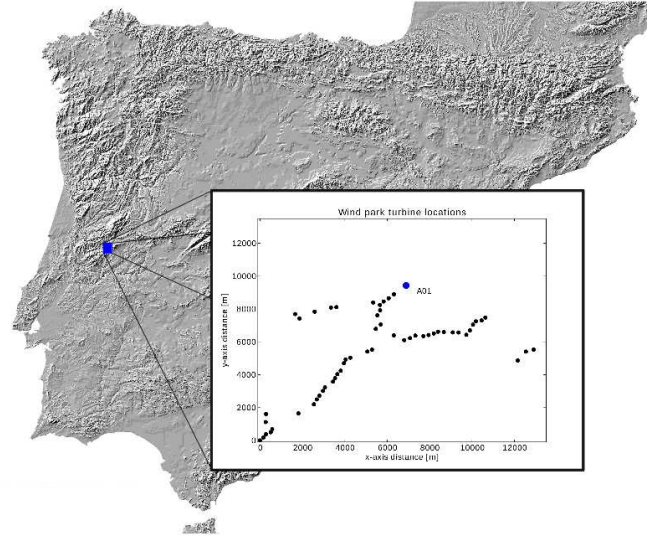 Wind park turbine locations
12000
10000
8000
6000
4000
2000
0
y-axis distance [m]
A01
0 2000 4000 6000 8000 10000 12000
x-axis distance [m]